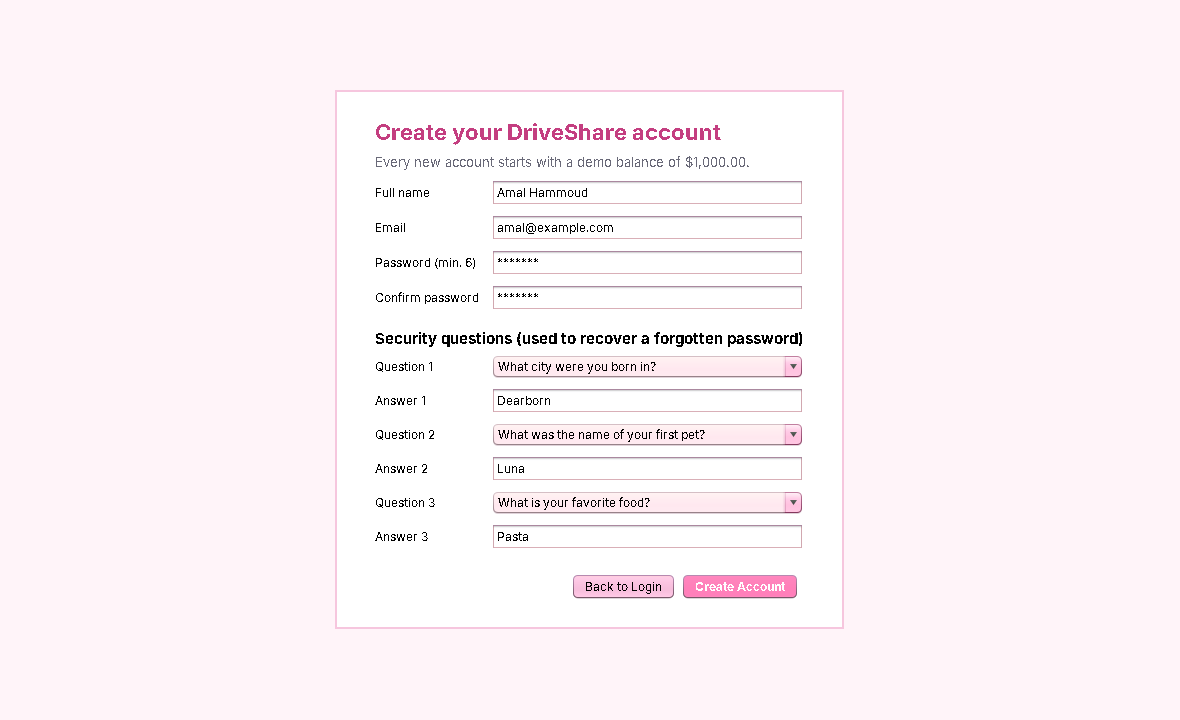 Create your DriveShare account
Every new account starts with a demo balance of $1,000.00.
Full name Amal Hammoud
Email amal@example.com
Password (min. 6) *******
Confirm password *******
Security questions (used to recover a forgotten password)
Question 1 What city were you born in?
Answer 1 Dearborn
Question 2 What was the name of your first pet?
Answer 2 Luna
Question 3 What is your favorite food?
Answer 3 Pasta
Back to Login Create Account